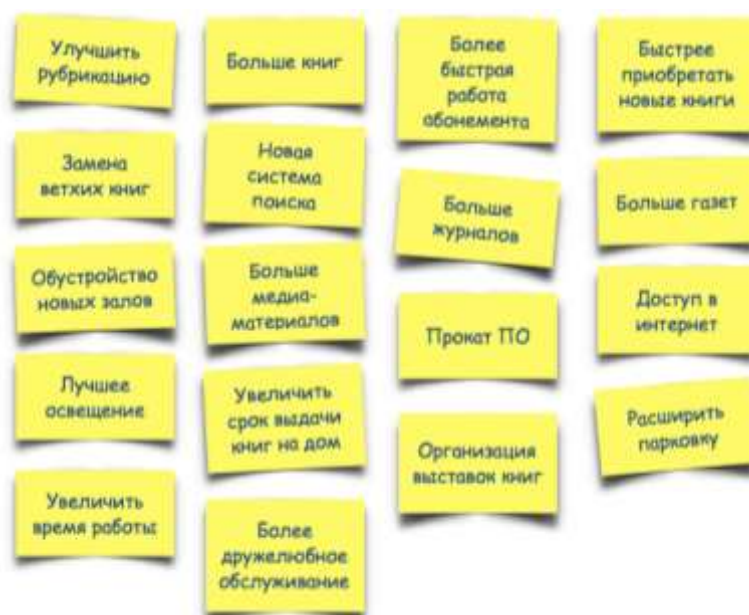 Улучшить
рубрикацию
Замена
ветхих книг
Обустройство
новых залов
Лучшее
освещение
Увеличить
время работы
Больше книг
Новая
система
поиска
Больше
медиа-
материалов
Увеличить
срок выдачи
книг на дом
Более
дружелюбное
обслуживание
Более
быстрая
работа
абонемента
Больше
журналов
Прокат ПО
Организация
выставок книг
Быстрее
приобретать
новые книги
Больше газет
Доступ в
интернет
Расширить
парковку